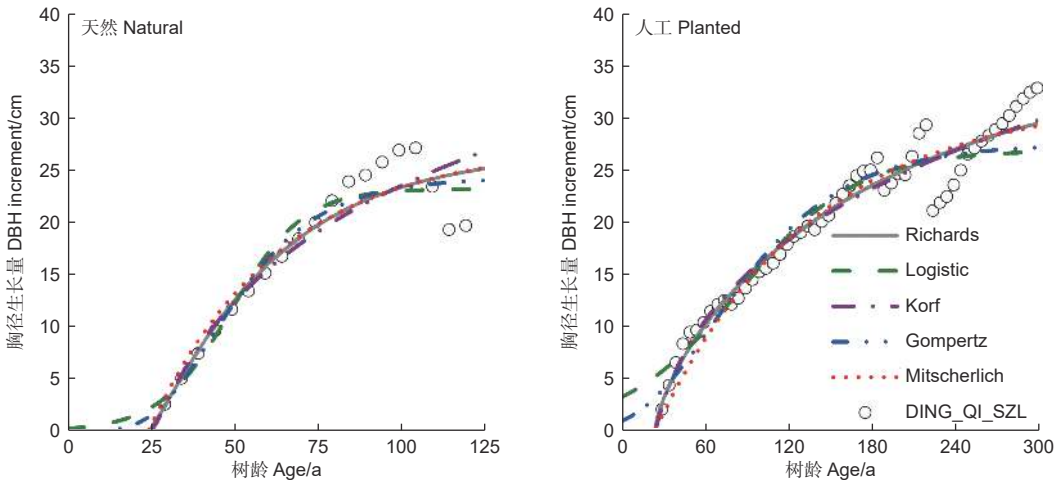 天然 Natural
40
35
30
25
20
15
10
5
0
胸径生长量 DBH increment/cm
0
25
50
75
100
125
树龄 Age/a
人工 Planted
40
35
30
25
20
15
10
5
0
胸径生长量 DBH increment/cm
0
60
120
180
240
300
树龄 Age/a
Richards
Logistic
Korf
Gompertz
Mitscherlich
DING_QI_SZL